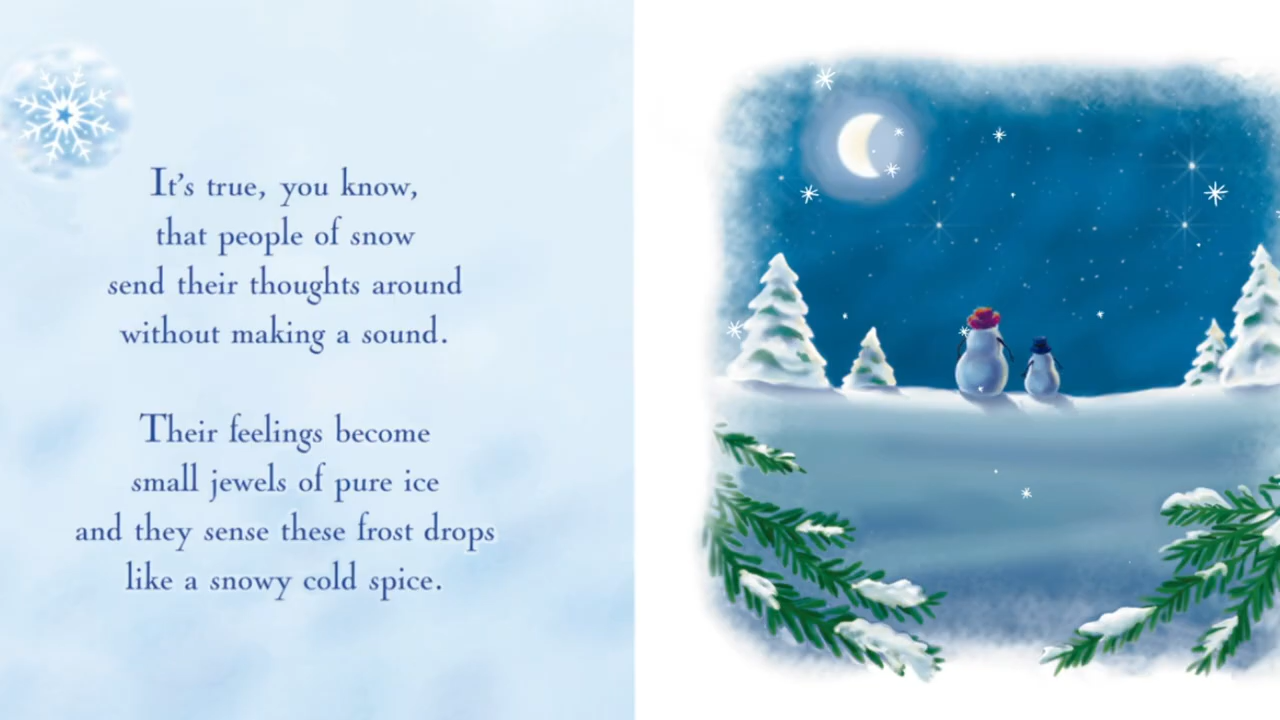 It's true, you know,
that people of snow
send their thoughts around
without making a sound.
Their feelings become
small jewels of pure ice
and they sense these frost drops
like a snowy cold spice.